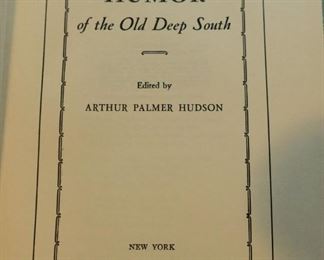 HUMOR
of the Old Deep South
Edited by
ARTHUR PALMER HUDSON
NEW YORK